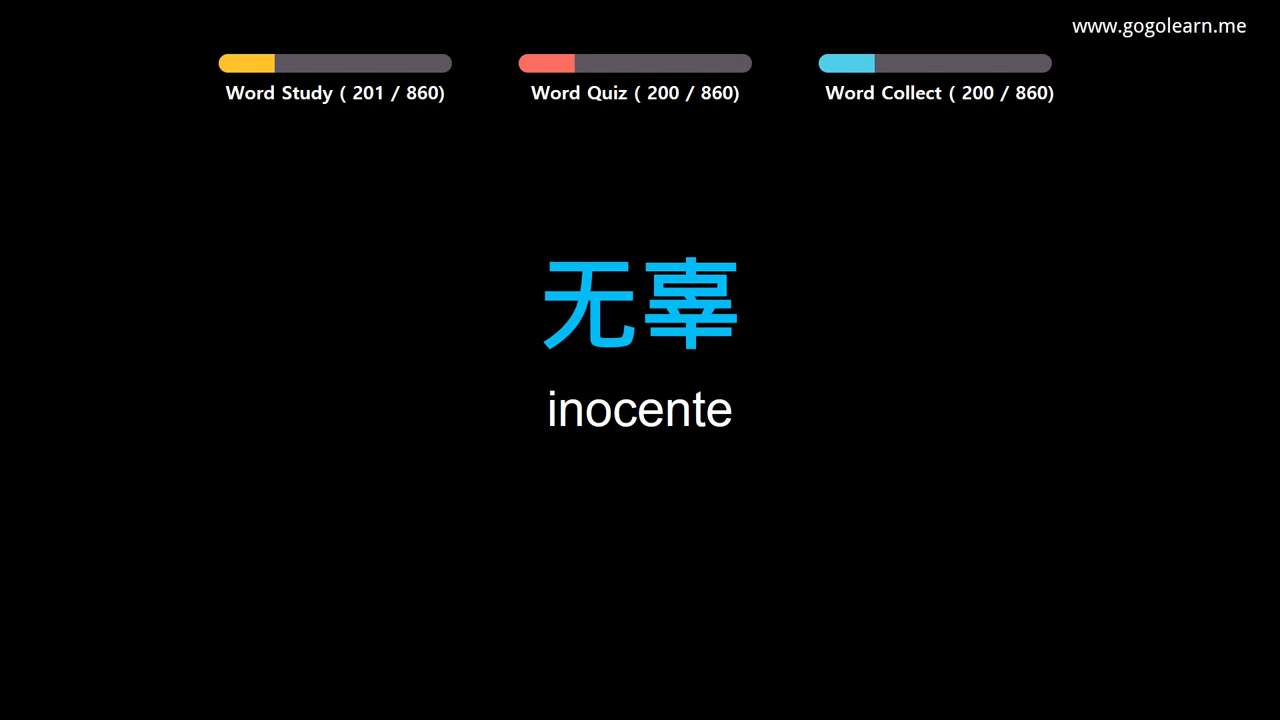 www.gogolearn.me
Word Study ( 201 / 860)
Word Quiz ( 200 / 860)
Word Collect ( 200 / 860)
无辜
inocente